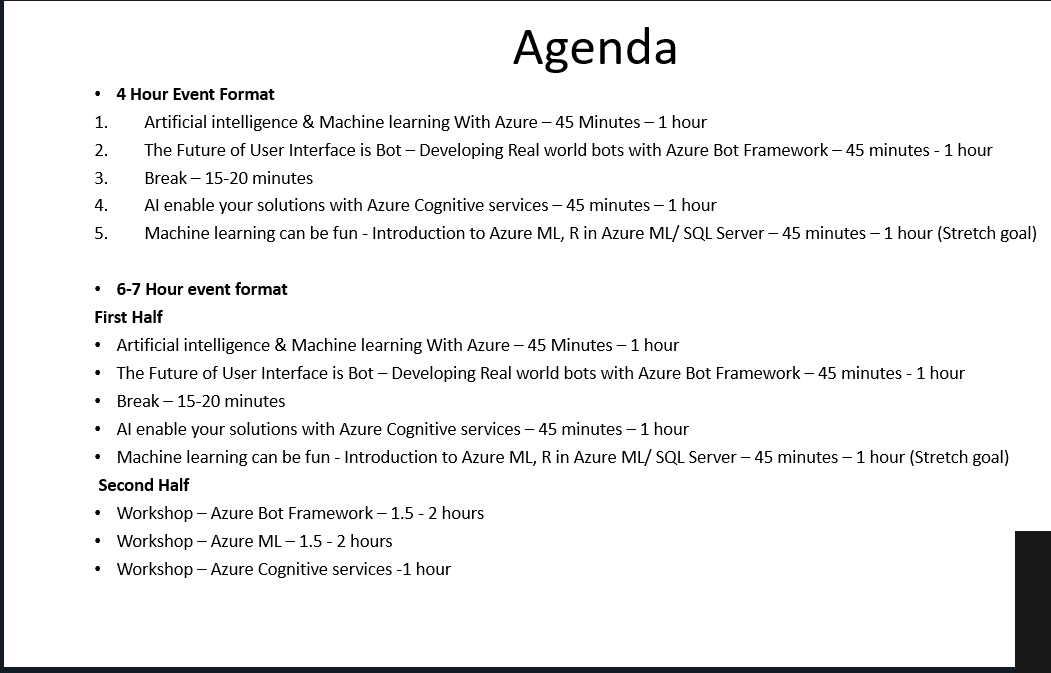 Agenda
• 4 Hour Event Format
1. Artificial intelligence & Machine learning With Azure – 45 Minutes – 1 hour
2. The Future of User Interface is Bot – Developing Real world bots with Azure Bot Framework – 45 minutes - 1 hour
3. Break – 15-20 minutes
4. AI enable your solutions with Azure Cognitive services – 45 minutes – 1 hour
5. Machine learning can be fun - Introduction to Azure ML, R in Azure ML/ SQL Server – 45 minutes – 1 hour (Stretch goal)
• 6-7 Hour event format
First Half
• Artificial intelligence & Machine learning With Azure – 45 Minutes – 1 hour
• The Future of User Interface is Bot – Developing Real world bots with Azure Bot Framework – 45 minutes - 1 hour
• Break – 15-20 minutes
• AI enable your solutions with Azure Cognitive services – 45 minutes – 1 hour
• Machine learning can be fun - Introduction to Azure ML, R in Azure ML/ SQL Server – 45 minutes – 1 hour (Stretch goal)
Second Half
• Workshop – Azure Bot Framework – 1.5 - 2 hours
• Workshop – Azure ML – 1.5 - 2 hours
• Workshop – Azure Cognitive services -1 hour